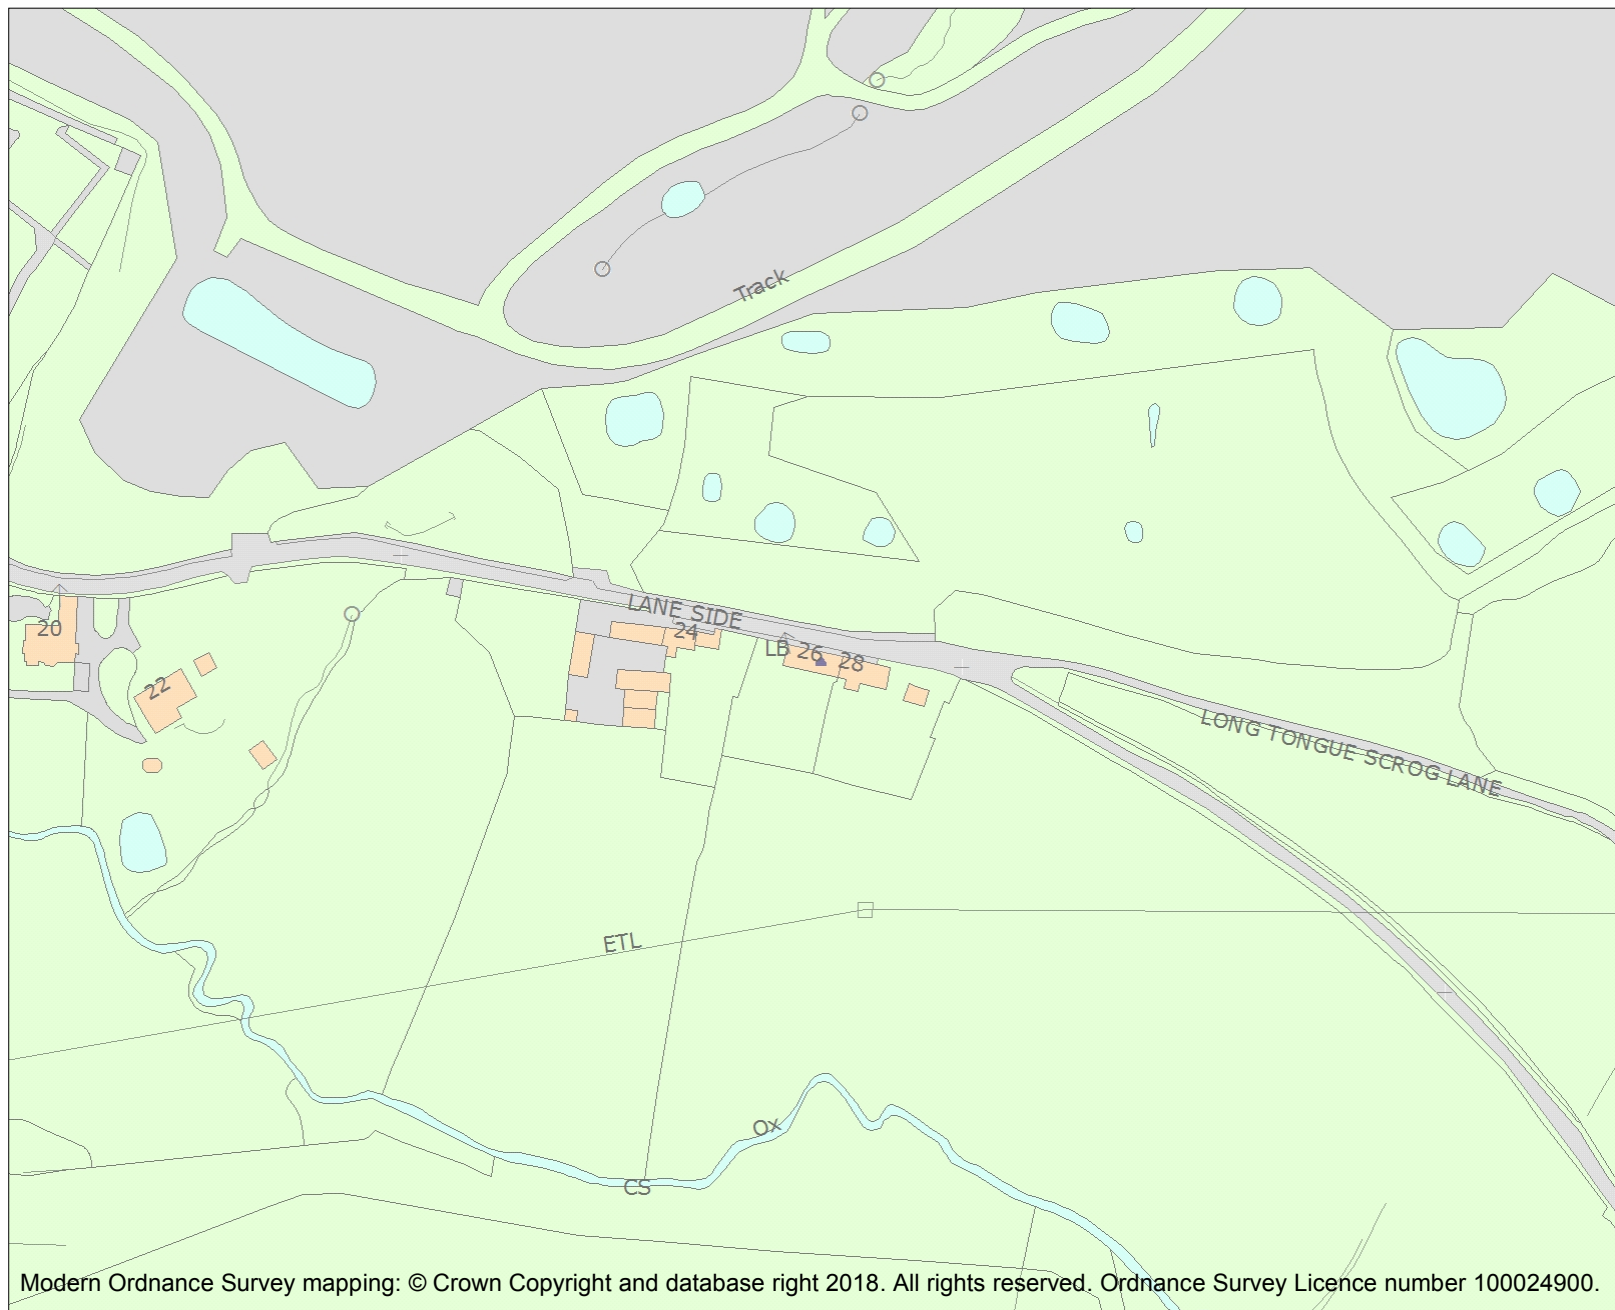 Track
LANE SIDE
20
24
LB 26 28
22
LONG TONGUE SCROG LANE
ETL
Ox
CS
Modern Ordnance Survey mapping: © Crown Copyright and database right 2018. All rights reserved. Ordnance Survey Licence number 100024900.